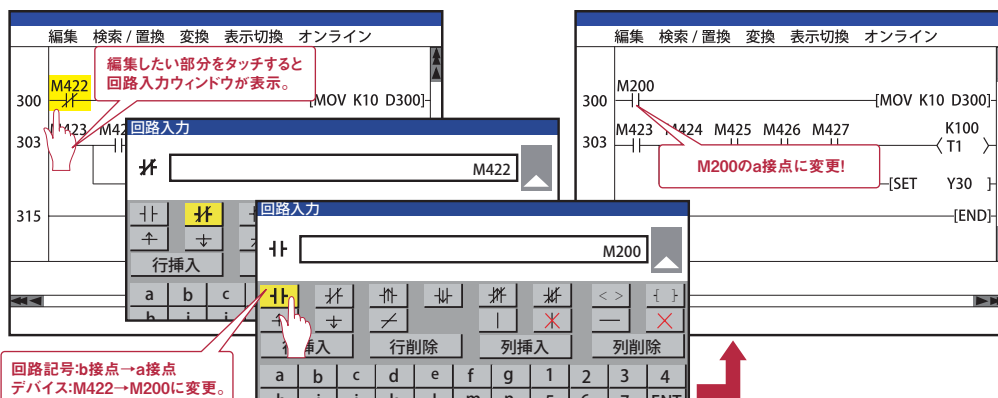 編集 検索 / 置換 変換 表示切換 オンライン
編集したい部分をタッチすると
回路入力ウィンドウが表示。
M422
300
[MOV K10 D300]
303
回路入力
M422
行挿入
a b c
315
回路入力
M200
< > { }
行削除 列挿入 列削除
a b c d e f g 1 2 3 4
回路記号:b接点→a接点
デバイス:M422→M200に変更。
編集 検索 / 置換 変換 表示切換 オンライン
M200
300 [MOV K10 D300]
M423 M424 M425 M426 M427 K100
303 T1
M200のa接点に変更!
[SET Y30 ]
[END]